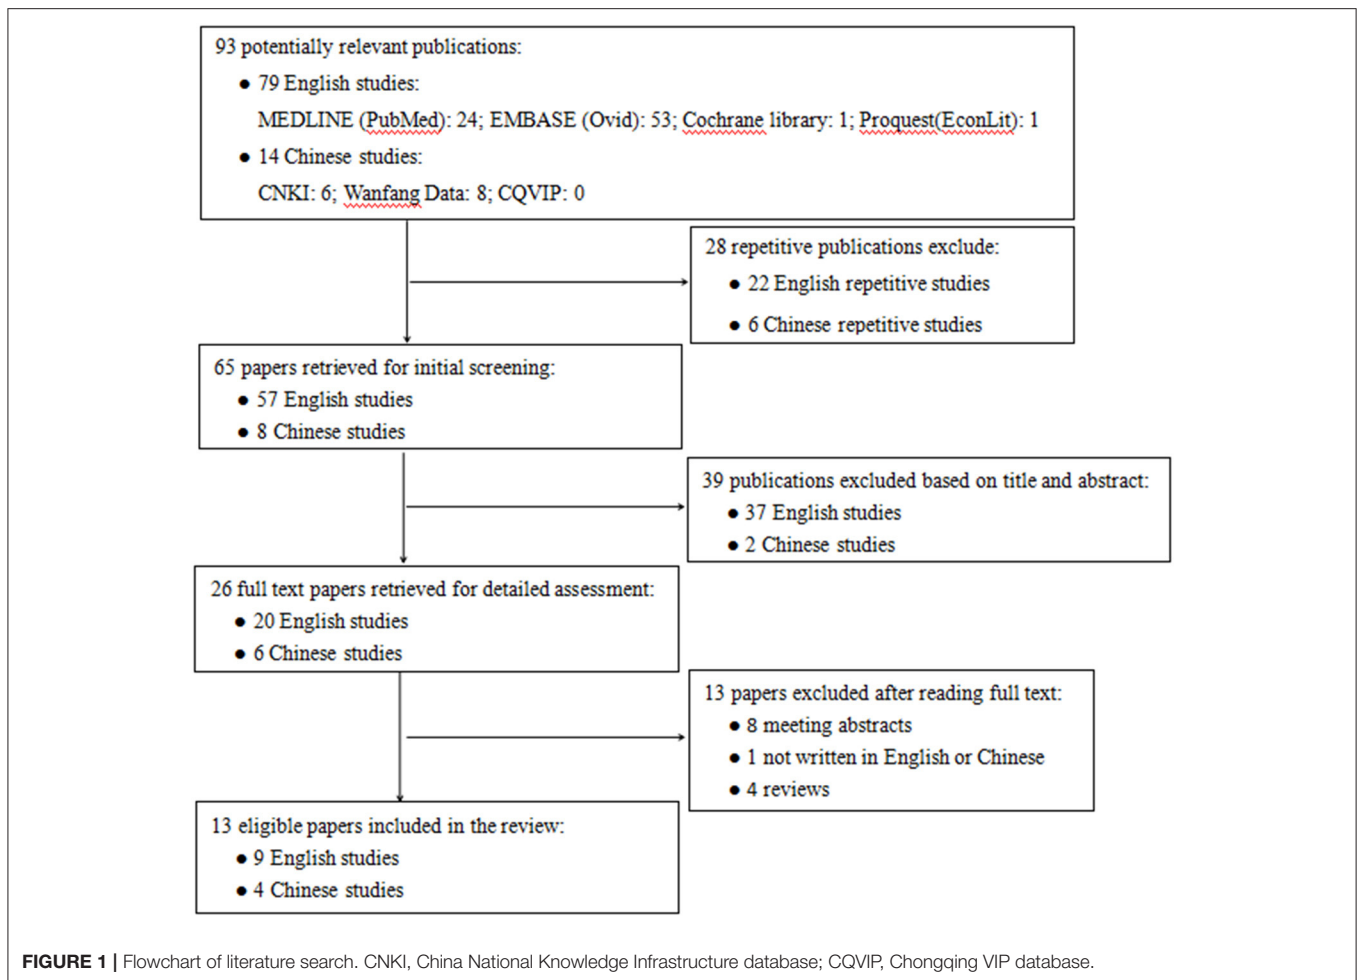 93 potentially relevant publications:
● 79 English studies:
MEDLINE (PubMed): 24; EMBASE (Ovid): 53; Cochrane library: 1; Proquest(EconLit): 1
● 14 Chinese studies:
CNKI: 6; Wanfang Data: 8; CQVIP: 0
28 repetitive publications exclude:
● 22 English repetitive studies
● 6 Chinese repetitive studies
65 papers retrieved for initial screening:
● 57 English studies
● 8 Chinese studies
39 publications excluded based on title and abstract:
● 37 English studies
● 2 Chinese studies
26 full text papers retrieved for detailed assessment:
● 20 English studies
● 6 Chinese studies
13 papers excluded after reading full text:
● 8 meeting abstracts
● 1 not written in English or Chinese
● 4 reviews
13 eligible papers included in the review:
● 9 English studies
● 4 Chinese studies
FIGURE 1 | Flowchart of literature search. CNKI, China National Knowledge Infrastructure database; CQVIP, Chongqing VIP database.